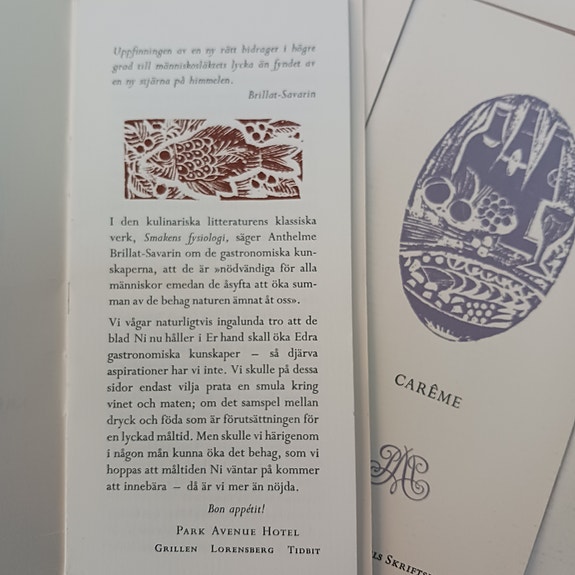 Uppfinningen av en ny rätt bidrager i högre
grad till människosläktets lycka än fyndet av
en ny stjärna på himmelen.
Brillat-Savarin
I den kulinariska litteraturens klassiska
verk, Smakens fysiologi, säger Anthelme
Brillat-Savarin om de gastronomiska kun-
skaperna, att de är »nödvändiga för alla
människor emedan de åsyfta att öka sum-
man av de behag naturen ämnat åt oss».
Vi vågar naturligtvis ingalunda tro att de
blad Ni nu håller i Er hand skall öka Edra
gastronomiska kunskaper – så djärva
aspirationer har vi inte. Vi skulle på dessa
sidor endast vilja prata en smula kring
vinet och maten; om det samspel mellan
dryck och föda som är förutsättningen för
en lyckad måltid. Men skulle vi härigenom
i någon mån kunna öka det behag, som vi
hoppas att måltiden Ni väntar på kommer
att innebära – då är vi mer än nöjda.
Bon appétit!
PARK AVENUE HOTEL
GRILLEN LORENSBERG TIDBIT
CARÊME